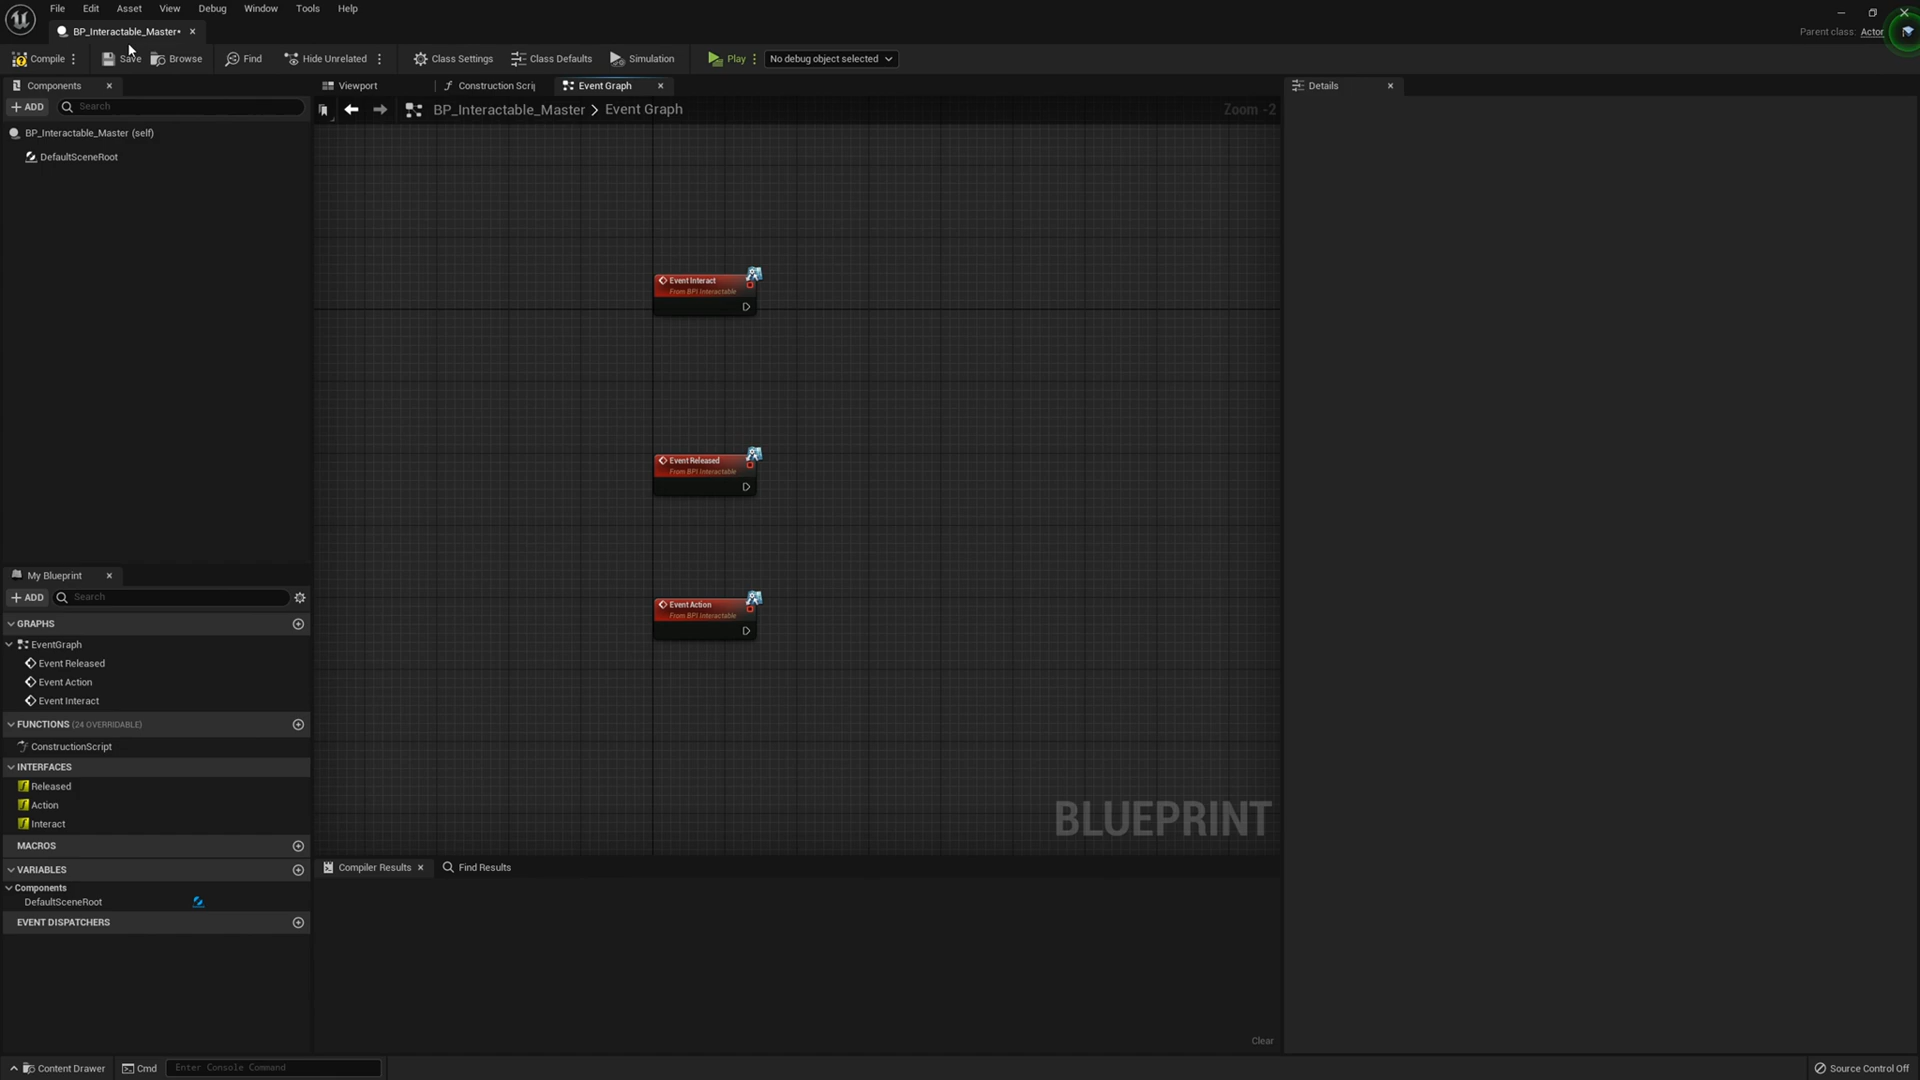 File Edit Asset View Debug Window Tools Help
BP_Interactable_Master*
Parent class: Actor
Compile Save Browse Find Hide Unrelated Class Settings Class Defaults Simulation Play No debug object selected
Components Viewport Construction Scrip Event Graph Details
+ ADD Search
BP_Interactable_Master > Event Graph Zoom -2
BP_Interactable_Master (self)
DefaultSceneRoot
Event Interact
From BPI Interactable
Event Released
From BPI Interactable
Event Action
From BPI Interactable
BLUEPRINT
My Blueprint
+ ADD Search
GRAPHS
EventGraph
Event Released
Event Action
Event Interact
FUNCTIONS (24 OVERRIDABLE)
ConstructionScript
INTERFACES
Released
Action
Interact
MACROS
VARIABLES
Components
DefaultSceneRoot
EVENT DISPATCHERS
Compiler Results Find Results
Clear
Content Drawer Cmd Enter Console Command Source Control Off